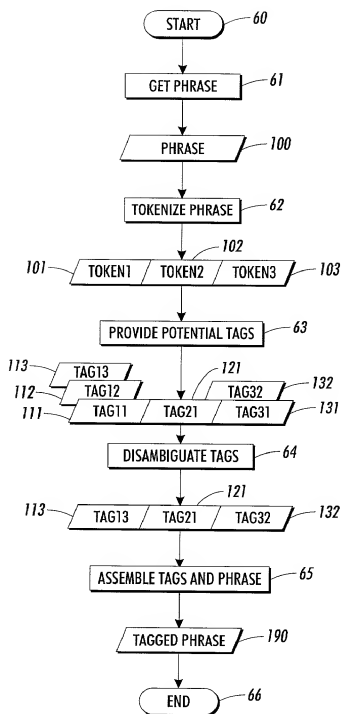 START 60
GET PHRASE 61
PHRASE 100
TOKENIZE PHRASE 62
102
101 TOKEN1 TOKEN2 TOKEN3 103
PROVIDE POTENTIAL TAGS 63
113 TAG13 121
112 TAG12 TAG32 132
111 TAG11 TAG21 TAG31 131
DISAMBIGUATE TAGS 64
121
113 TAG13 TAG21 TAG32 132
ASSEMBLE TAGS AND PHRASE 65
TAGGED PHRASE 190
END 66